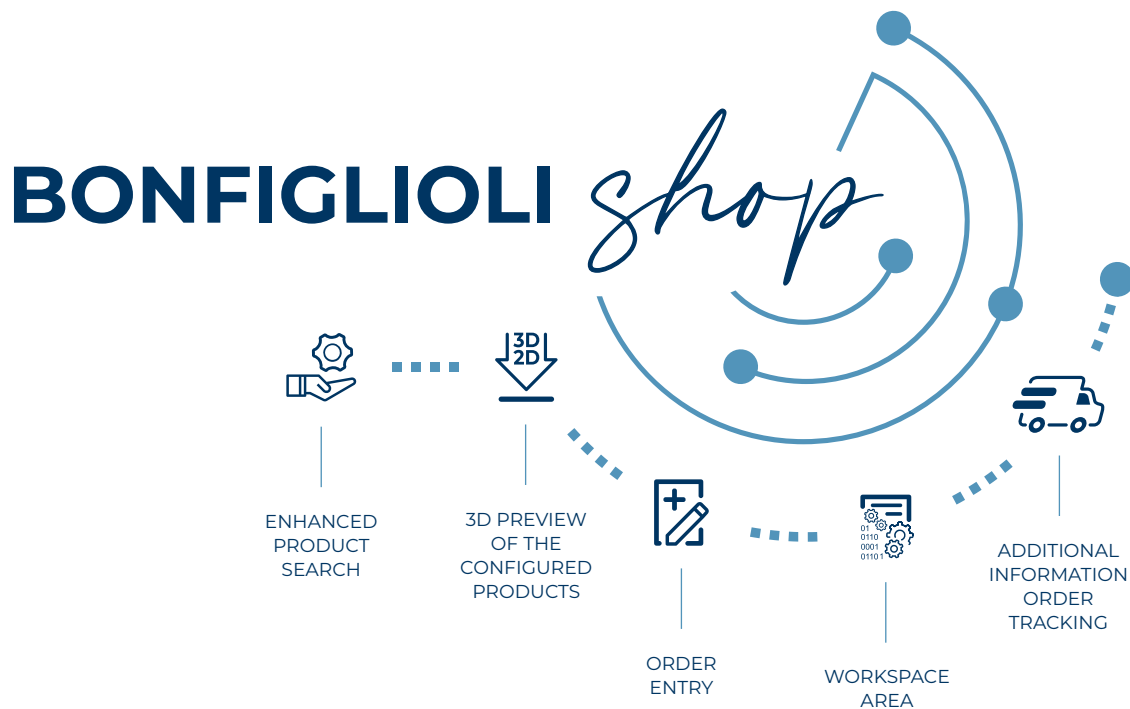 BONFIGLIOLI shop
3D
2D
ENHANCED
PRODUCT
SEARCH
3D PREVIEW
OF THE
CONFIGURED
PRODUCTS
ORDER
ENTRY
01
0110
0001
01101
WORKSPACE
AREA
ADDITIONAL
INFORMATION
ORDER
TRACKING